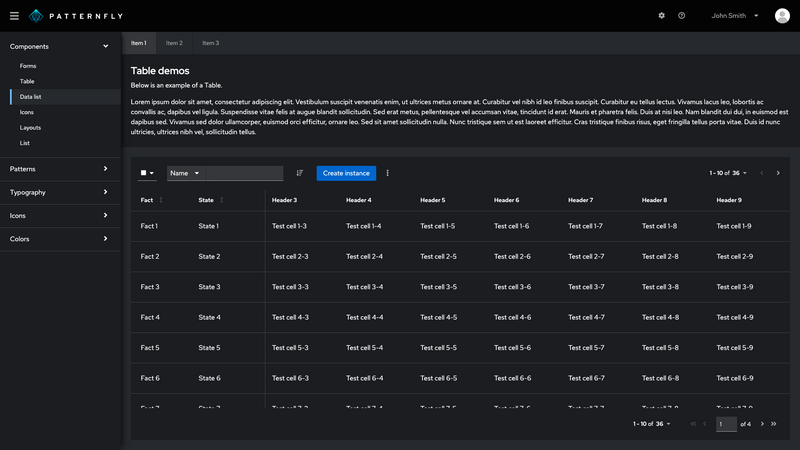 PATTERNFLY
John Smith
Components
Forms
Table
Data list
Icons
Layouts
List
Patterns
Typography
Icons
Colors
Item 1 Item 2 Item 3
Table demos
Below is an example of a Table.
Lorem ipsum dolor sit amet, consectetur adipiscing elit. Vestibulum suscipit venenatis enim, ut ultrices metus ornare at. Curabitur vel nibh id leo finibus suscipit. Curabitur eu tellus lectus. Vivamus lacus leo, lobortis ac
convallis ac, dapibus vel ligula. Suspendisse vitae felis at augue blandit sollicitudin. Sed erat metus, pellentesque vel accumsan vitae, tincidunt id erat. Mauris et pharetra felis. Duis at nisi leo. Nam blandit dui dui, in euismod est
dapibus sed. Vivamus sed dolor ullamcorper, euismod orci efficitur, ornare leo. Sed sit amet sollicitudin nulla. Nunc tristique sem ut est laoreet efficitur. Cras tristique finibus risus, eget fringilla tellus porta vitae. Duis id nunc
ultricies, ultrices nibh vel, sollicitudin tellus.
Name Create instance 1 - 10 of 36
Fact State Header 3 Header 4 Header 5 Header 6 Header 7 Header 8 Header 9
Fact 1 State 1 Test cell 1-3 Test cell 1-4 Test cell 1-5 Test cell 1-6 Test cell 1-7 Test cell 1-8 Test cell 1-9
Fact 2 State 2 Test cell 2-3 Test cell 2-4 Test cell 2-5 Test cell 2-6 Test cell 2-7 Test cell 2-8 Test cell 2-9
Fact 3 State 3 Test cell 3-3 Test cell 3-4 Test cell 3-5 Test cell 3-6 Test cell 3-7 Test cell 3-8 Test cell 3-9
Fact 4 State 4 Test cell 4-3 Test cell 4-4 Test cell 4-5 Test cell 4-6 Test cell 4-7 Test cell 4-8 Test cell 4-9
Fact 5 State 5 Test cell 5-3 Test cell 5-4 Test cell 5-5 Test cell 5-6 Test cell 5-7 Test cell 5-8 Test cell 5-9
Fact 6 State 6 Test cell 6-3 Test cell 6-4 Test cell 6-5 Test cell 6-6 Test cell 6-7 Test cell 6-8 Test cell 6-9
1 - 10 of 36 1 of 4